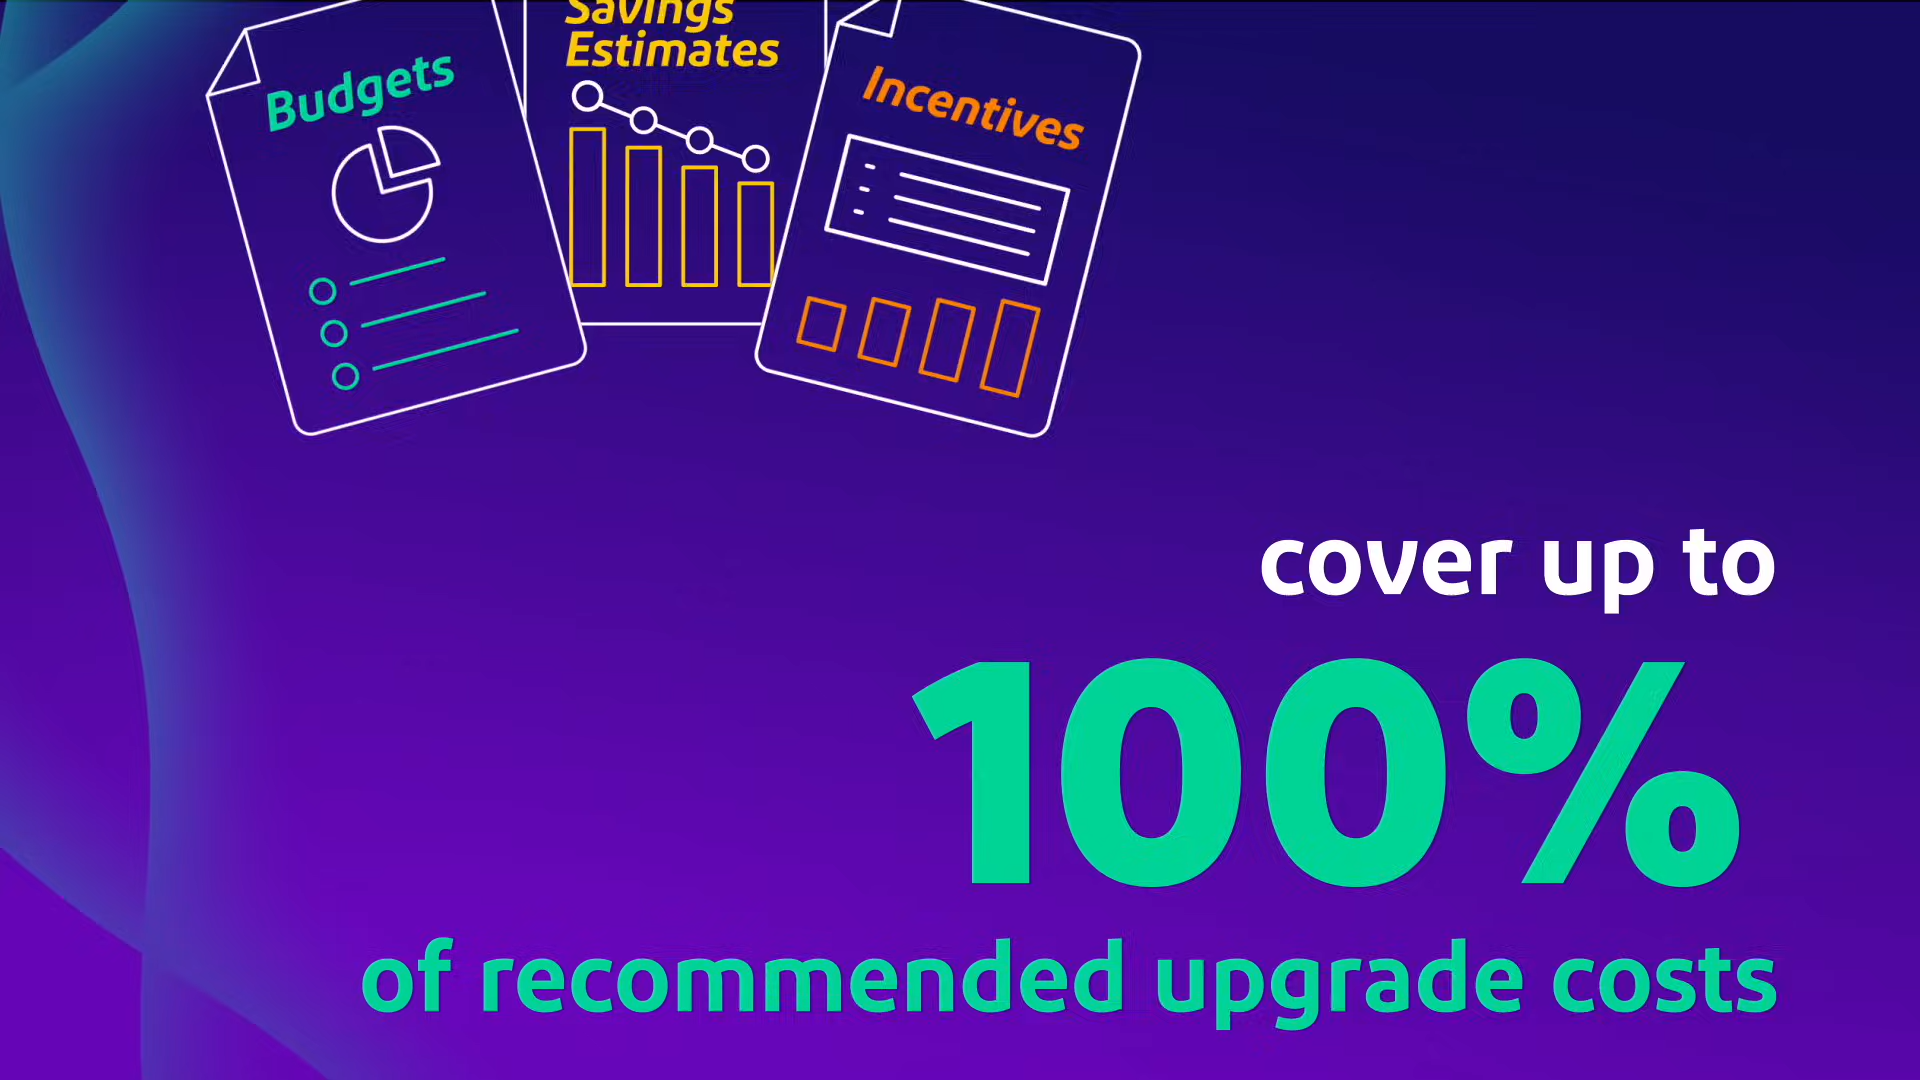 Budgets
Savings
Estimates
Incentives
cover up to
100%
of recommended upgrade costs